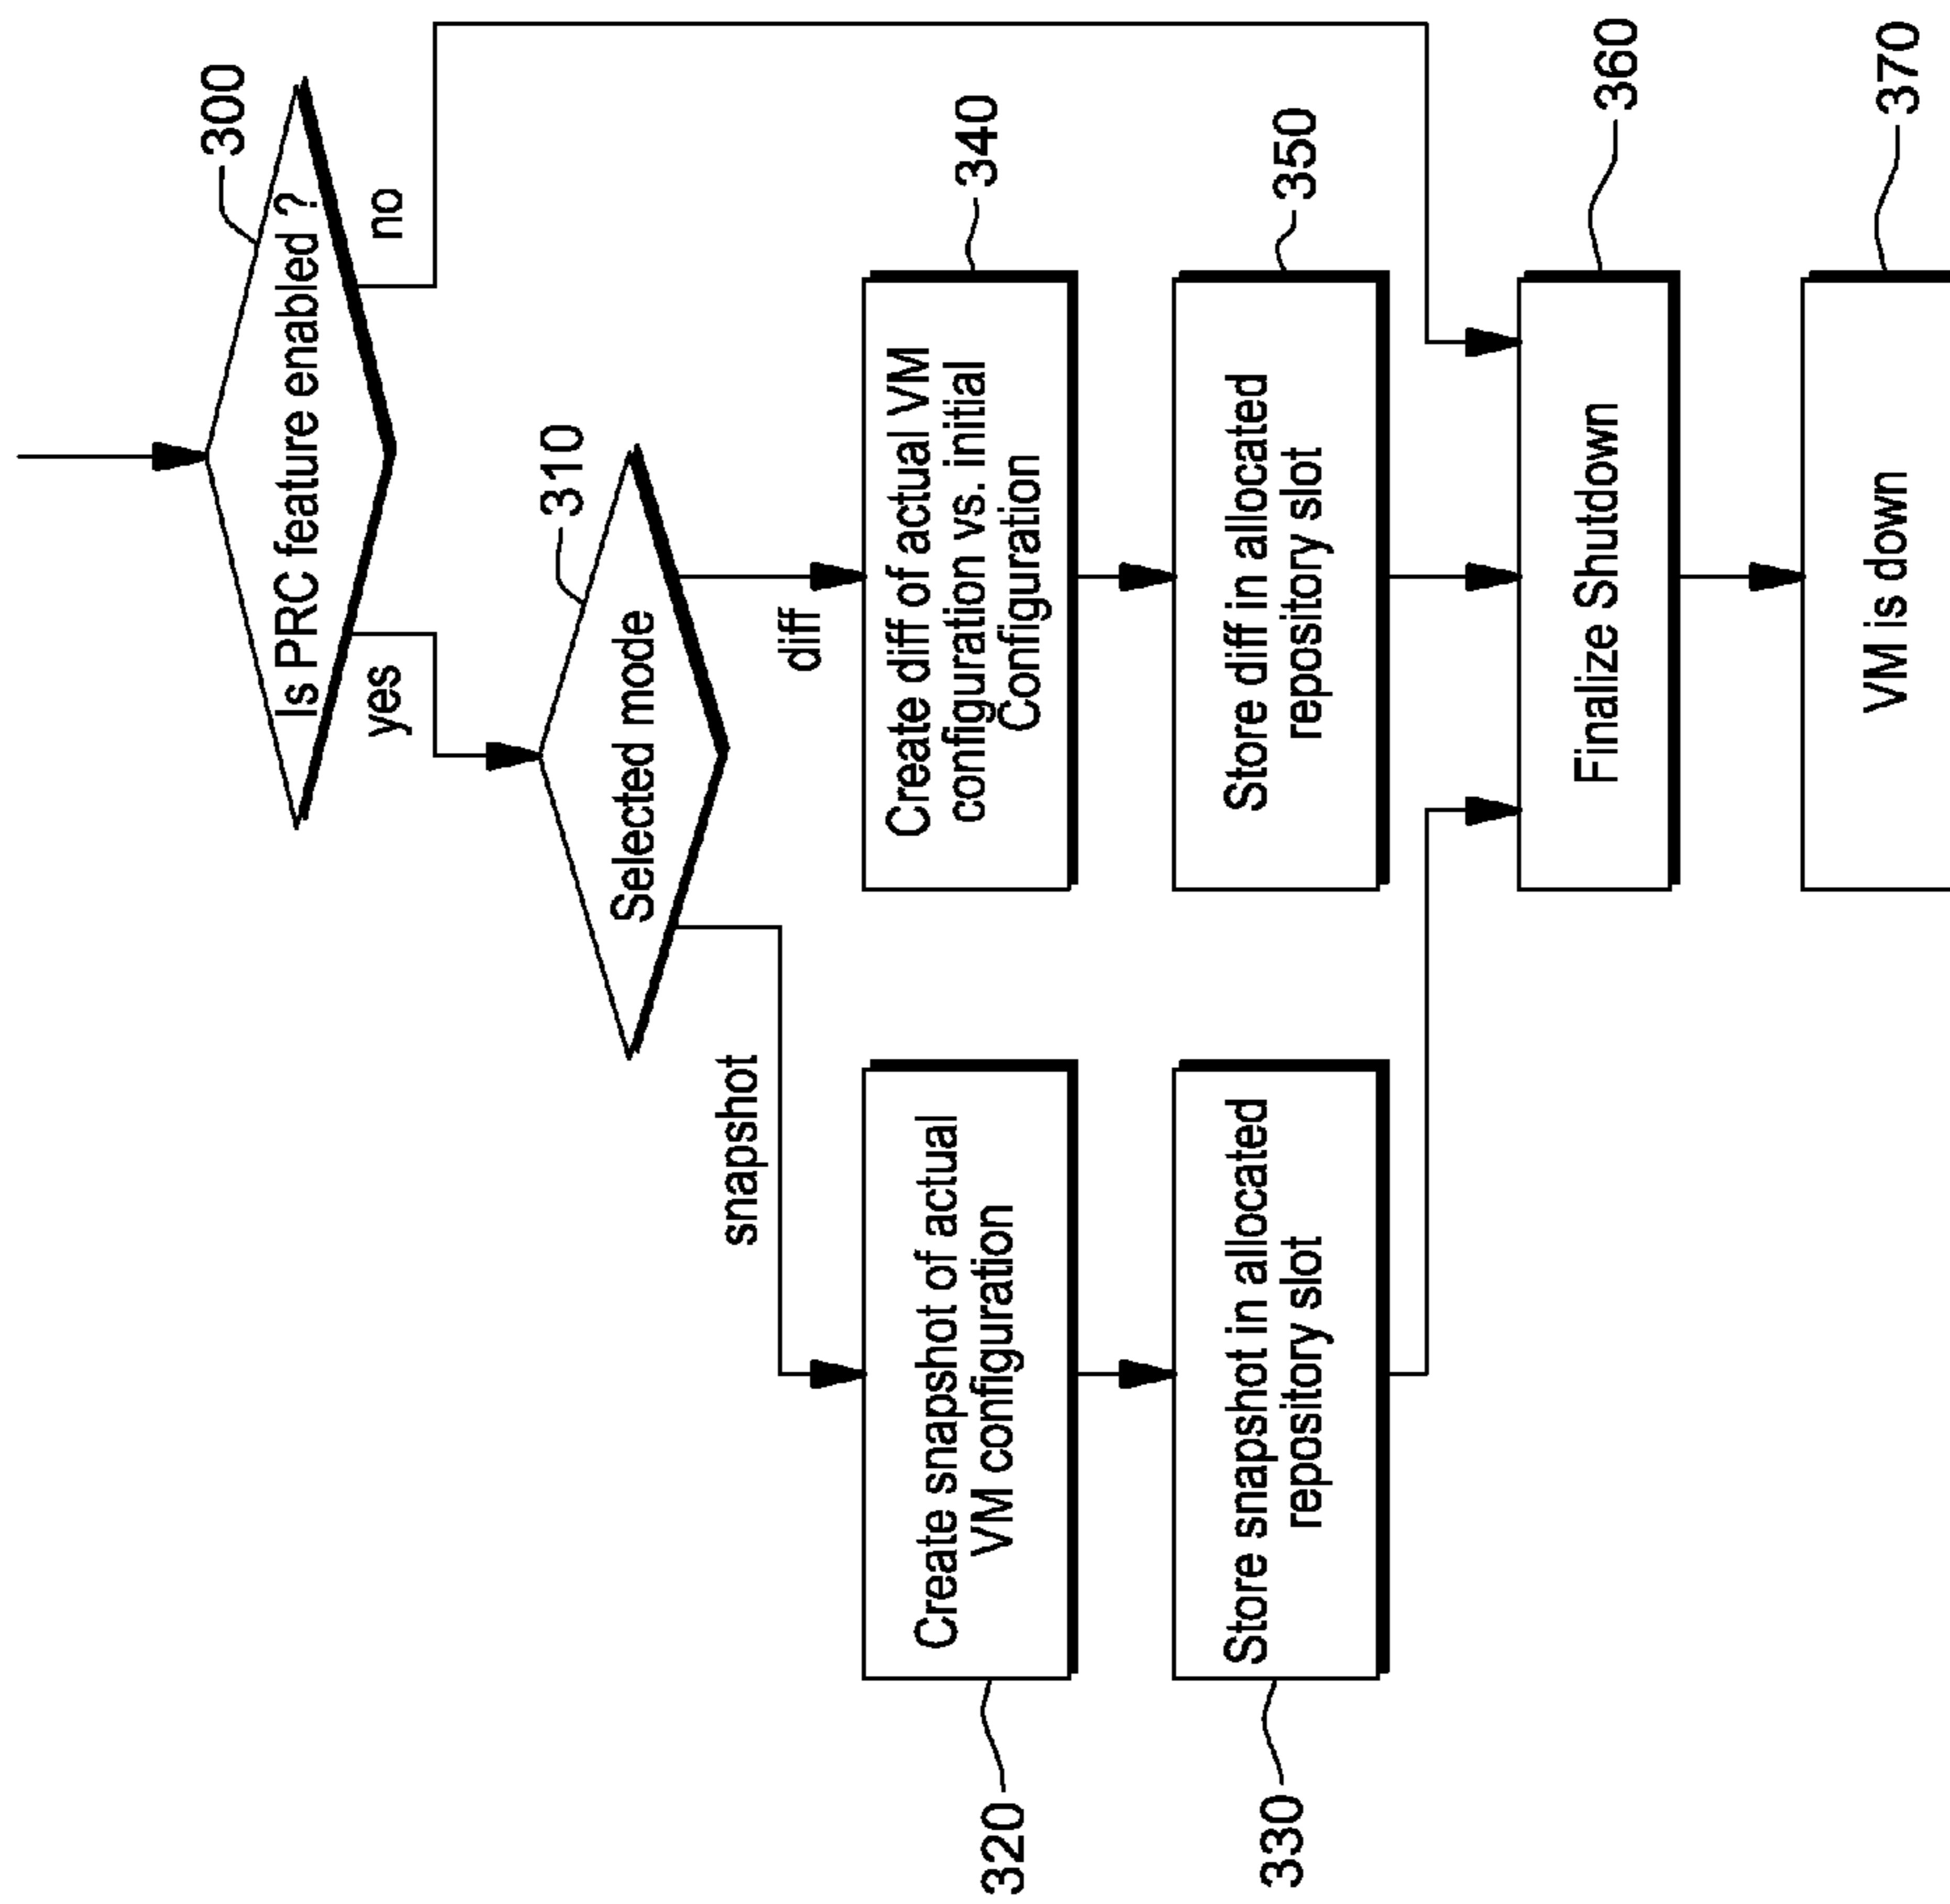 300
Is PRC feature enabled ?
yes
no
310
Selected mode
snapshot
diff
320
Create snapshot of actual
VM configuration
340
Create diff of actual VM
configuration vs. initial
Configuration
330
Store snapshot in allocated
repository slot
350
Store diff in allocated
repository slot
360
Finalize Shutdown
370
VM is down